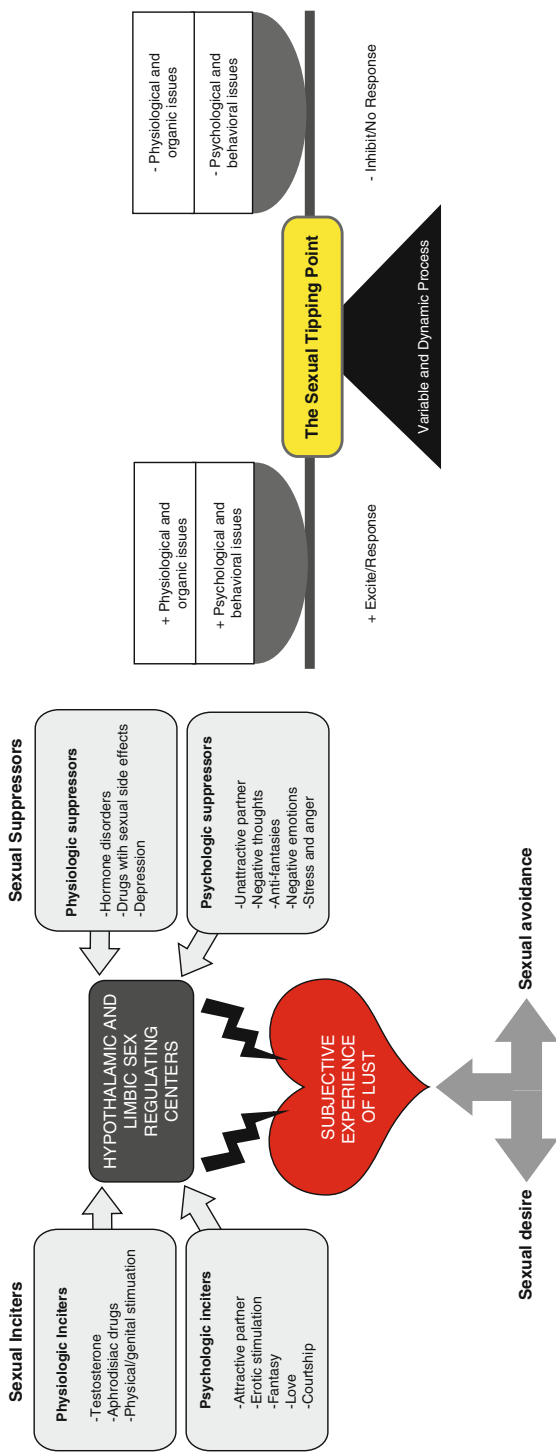 Sexual Inciters
Physiologic Inciters
-Testosterone
-Aphrodisiac drugs
-Physical/genital stimuation
Psychologic inciters
-Attractive partner
-Erotic stimulation
-Fantasy
-Love
-Courtship
HYPOTHALAMIC AND
LIMBIC SEX
REGULATING
CENTERS
Sexual Suppressors
Physiologic suppressors
-Hormone disorders
-Drugs wtih sexual side effects
-Depression
Psychologic suppressors
-Unattractive partner
-Negative thoughts
-Anti-fantasies
-Negative emotions
-Stress and anger
SUBJECTIVE
EXPERIENCE
OF LUST
Sexual desire
Sexual avoidance
+ Physiological and
organic issues
+ Psychological and
behavioral issues
+ Excite/Response
The Sexual Tipping Point
Variable and Dynamic Process
- Physiological and
organic issues
- Psychological and
behavioral issues
- Inhibit/No Response